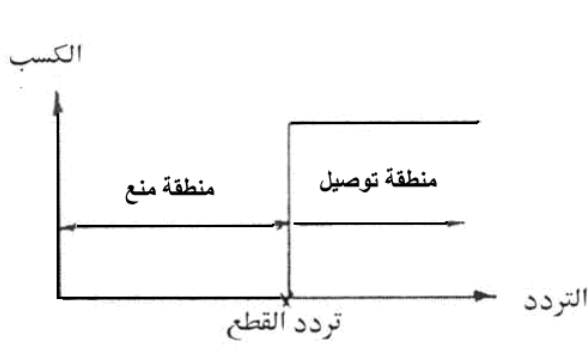 الكسب
منطقة توصيل
منطقة منع
التردد
تردد القطع